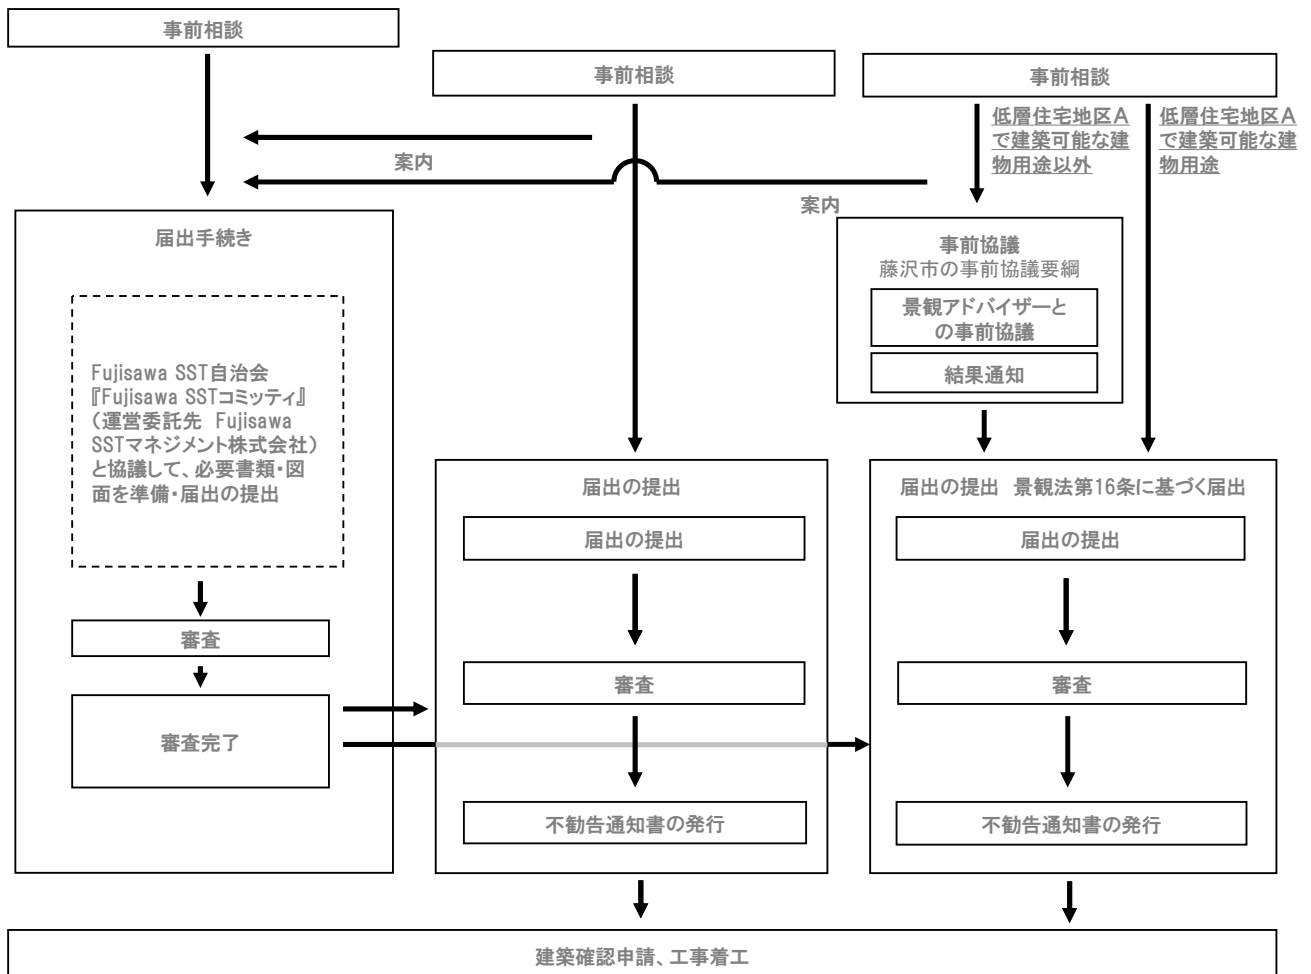 事前相談
事前相談
事前相談
低層住宅地区A
で建築可能な建
物用途以外
低層住宅地区A
で建築可能な建
物用途
案内
案内
届出手続き
Fujisawa SST自治会
『Fujisawa SSTコミッティ』
(運営委託先　Fujisawa
SSTマネジメント株式会社)
と協議して、必要書類・図
面を準備・届出の提出
審査
審査完了
事前協議
藤沢市の事前協議要綱
景観アドバイザーと
の事前協議
結果通知
届出の提出
届出の提出
審査
不勧告通知書の発行
届出の提出　景観法第16条に基づく届出
届出の提出
審査
不勧告通知書の発行
建築確認申請、工事着工